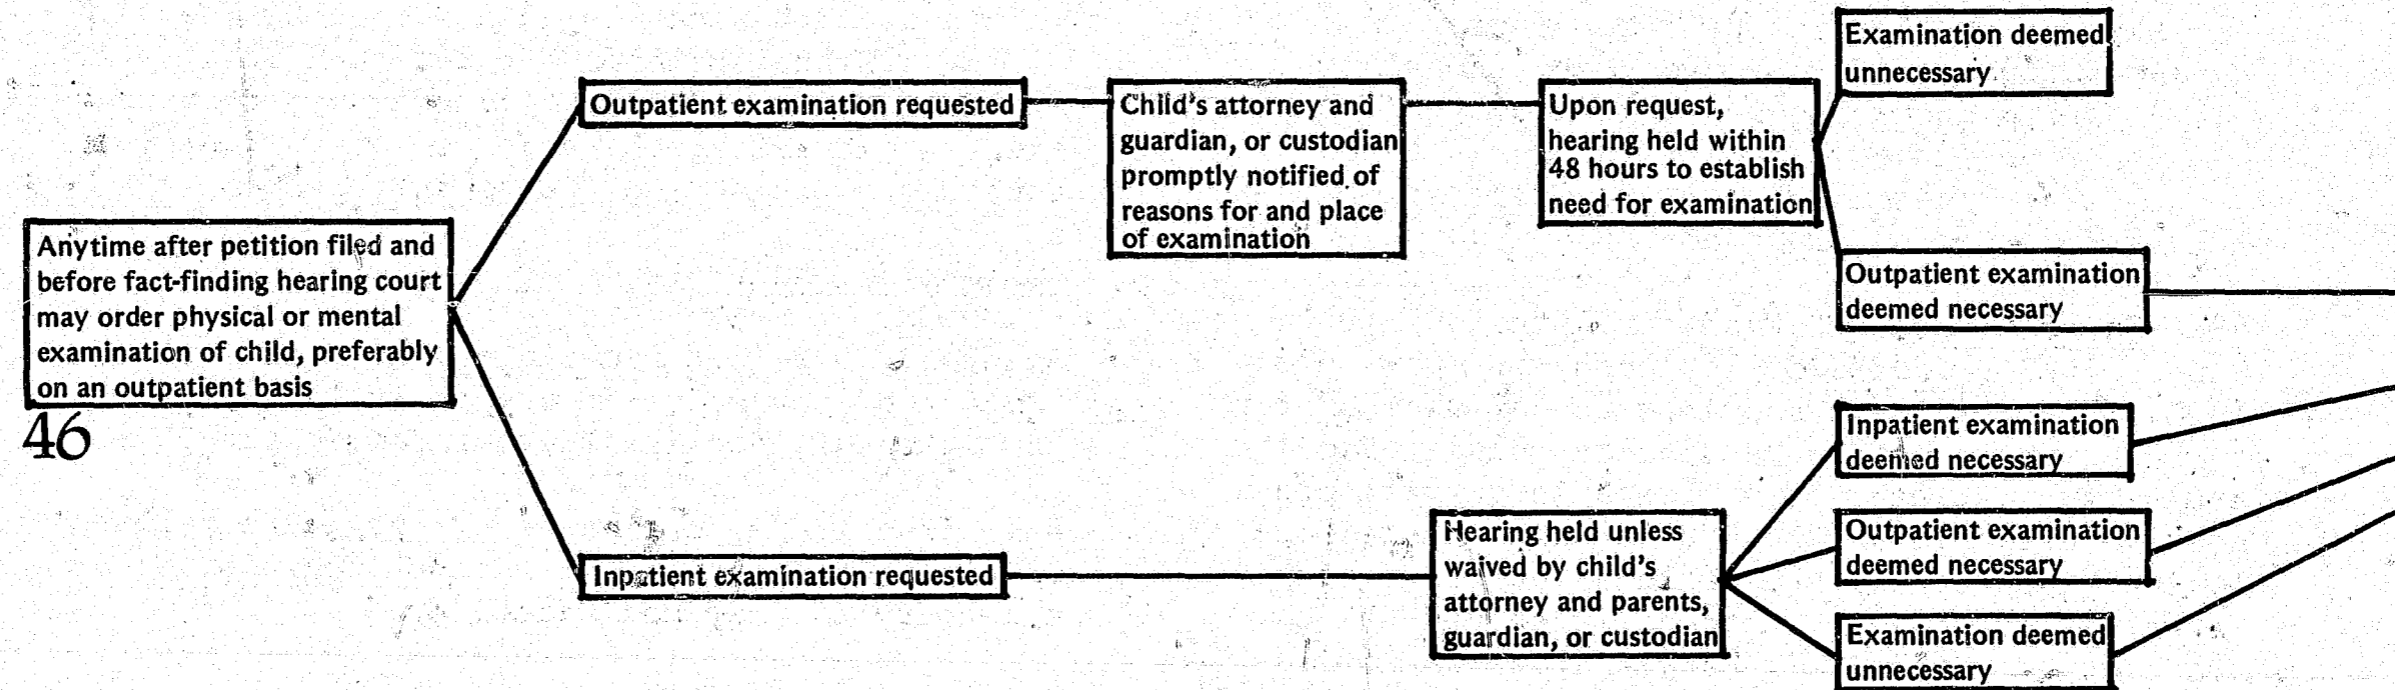 Anytime after petition filed and
before fact-finding hearing court
may order physical or mental
examination of child, preferably
on an outpatient basis
46
Outpatient examination requested
Child's attorney and
guardian, or custodian
promptly notified of
reasons for and place
of examination
Upon request,
hearing held within
48 hours to establish
need for examination
Examination deemed
unnecessary
Outpatient examination
deemed necessary
Inpatient examination requested
Hearing held unless
waived by child's
attorney and parents,
guardian, or custodian
Inpatient examination
deemed necessary
Outpatient examination
deemed necessary
Examination deemed
unnecessary